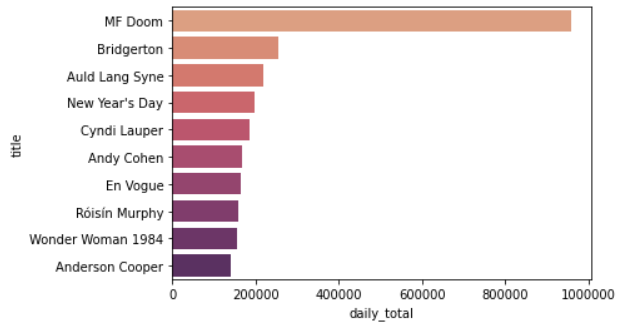 MF Doom
Bridgerton
Auld Lang Syne
New Year's Day
Cyndi Lauper
Andy Cohen
En Vogue
Róisín Murphy
Wonder Woman 1984
Anderson Cooper
title
0 200000 400000 600000 800000 1000000
daily_total